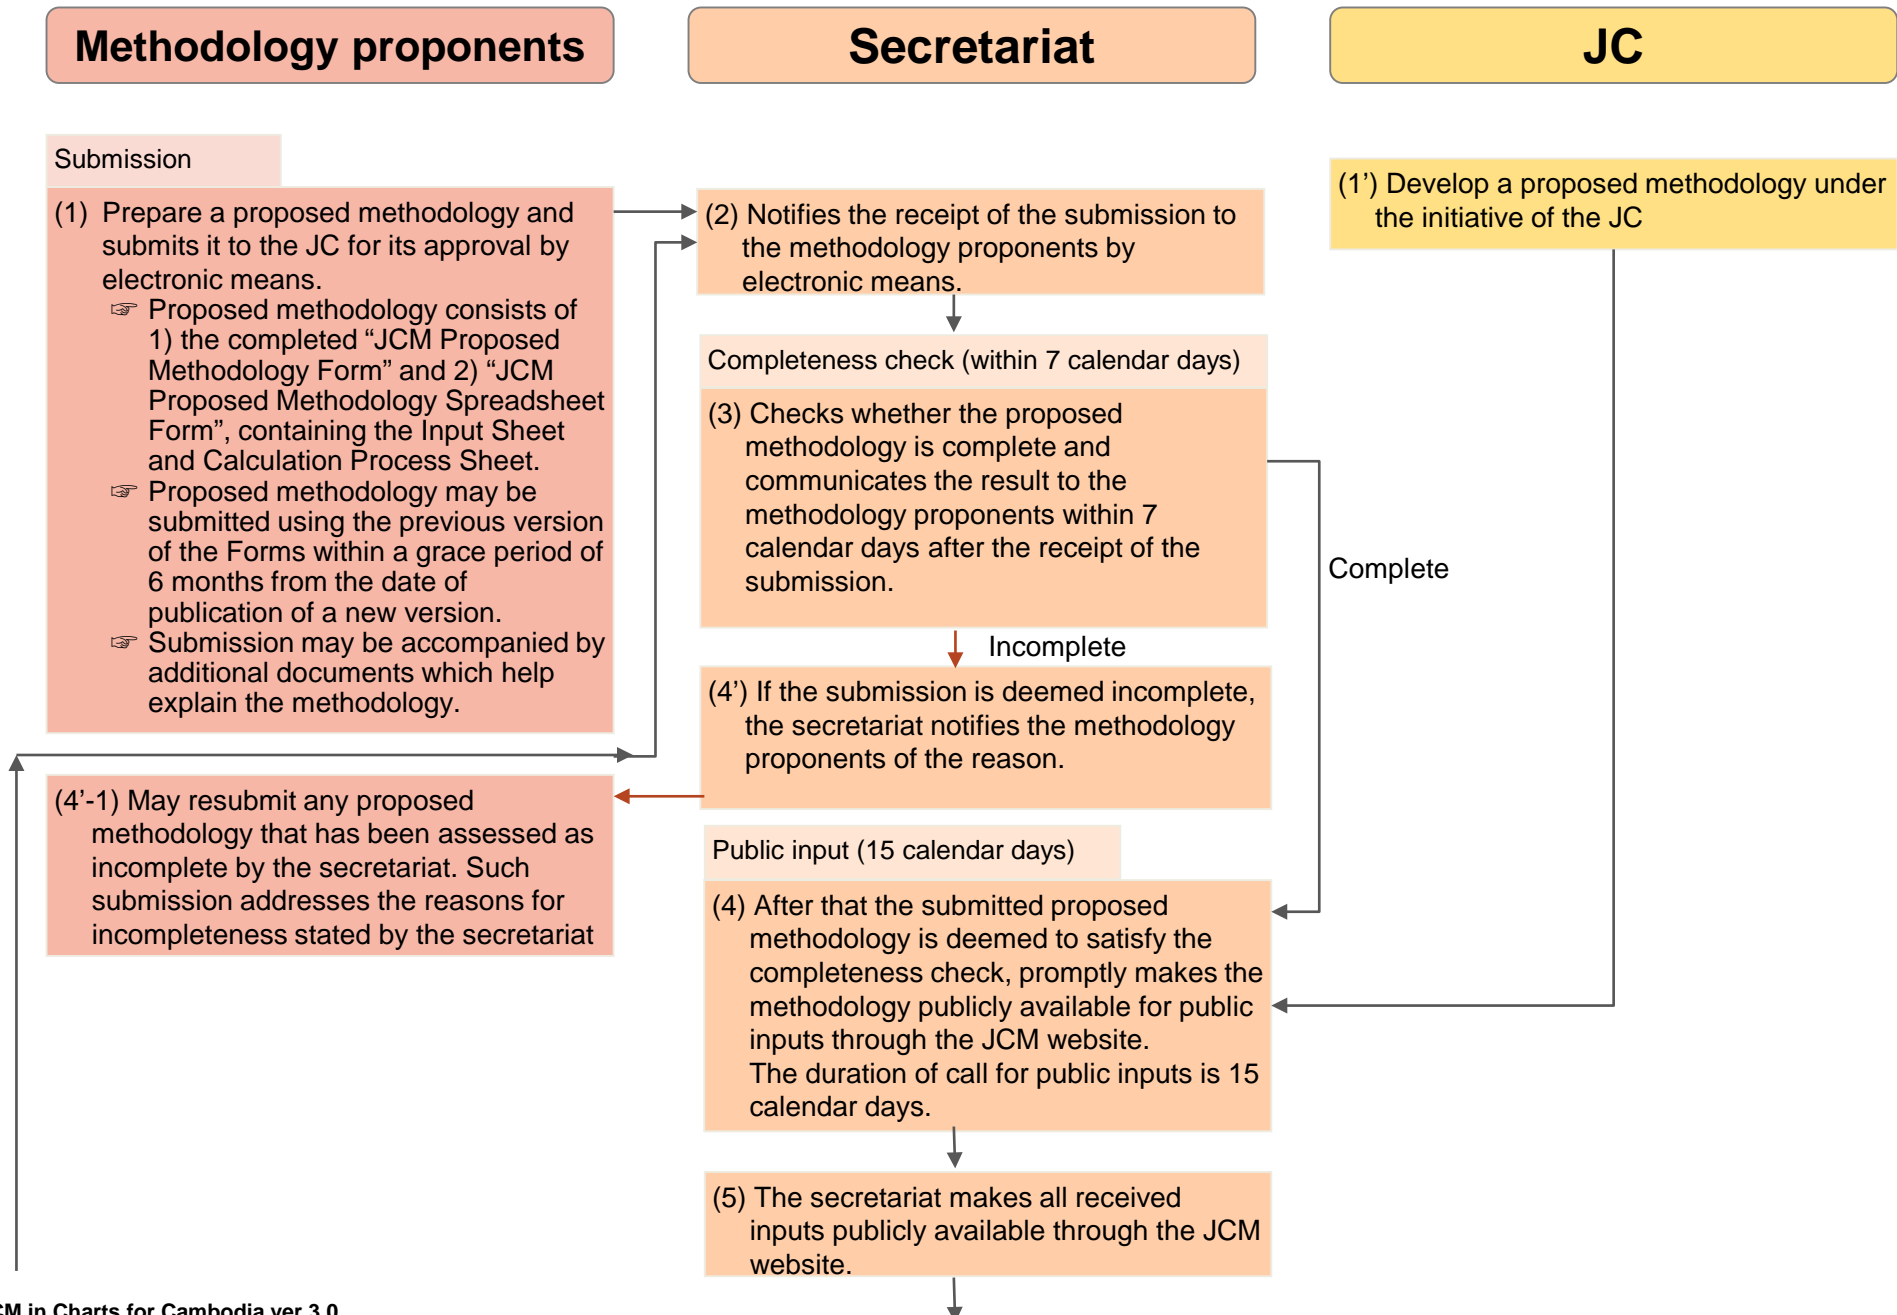 Methodology proponents
Secretariat
JC
Submission
(1) Prepare a proposed methodology and
submits it to the JC for its approval by
electronic means.
☞ Proposed methodology consists of
1) the completed “JCM Proposed
Methodology Form” and 2) “JCM
Proposed Methodology Spreadsheet
Form”, containing the Input Sheet
and Calculation Process Sheet.
☞ Proposed methodology may be
submitted using the previous version
of the Forms within a grace period of
6 months from the date of
publication of a new version.
☞ Submission may be accompanied by
additional documents which help
explain the methodology.
(4’-1) May resubmit any proposed
methodology that has been assessed as
incomplete by the secretariat. Such
submission addresses the reasons for
incompleteness stated by the secretariat
(2) Notifies the receipt of the submission to
the methodology proponents by
electronic means.
Completeness check (within 7 calendar days)
(3) Checks whether the proposed
methodology is complete and
communicates the result to the
methodology proponents within 7
calendar days after the receipt of the
submission.
Incomplete
(4’) If the submission is deemed incomplete,
the secretariat notifies the methodology
proponents of the reason.
Public input (15 calendar days)
(4) After that the submitted proposed
methodology is deemed to satisfy the
completeness check, promptly makes the
methodology publicly available for public
inputs through the JCM website.
The duration of call for public inputs is 15
calendar days.
(5) The secretariat makes all received
inputs publicly available through the JCM
website.
(1’) Develop a proposed methodology under
the initiative of the JC
Complete
CM in Charts for Cambodia ver 3.0